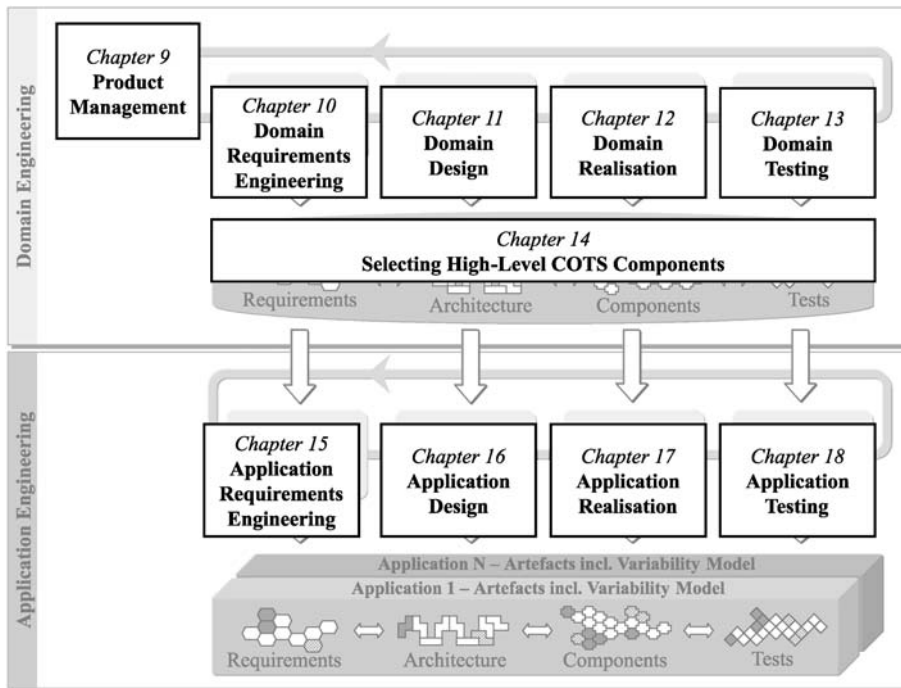 Domain Engineering
Chapter 9
Product
Management
Chapter 10
Domain
Requirements
Engineering
Chapter 11
Domain
Design
Chapter 12
Domain
Realisation
Chapter 13
Domain
Testing
Chapter 14
Selecting High-Level COTS Components
Requirements
Architecture
Components
Tests
Application Engineering
Chapter 15
Application
Requirements
Engineering
Chapter 16
Application
Design
Chapter 17
Application
Realisation
Chapter 18
Application
Testing
Application N – Artefacts incl. Variability Model
Application 1 – Artefacts incl. Variability Model
Requirements
Architecture
Components
Tests